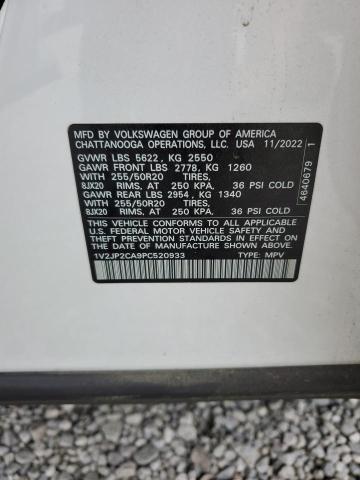 MFD BY VOLKSWAGEN GROUP OF AMERICA
CHATTANOOGA OPERATIONS, LLC. USA 11/2022
GVWR LBS 5622, KG 2550
GAWR FRONT LBS 2778, KG 1260
WITH 255/50R20 TIRES,
8JX20 RIMS, AT 250 KPA, 36 PSI COLD
GAWR REAR LBS 2954, KG 1340
WITH 255/50R20 TIRES,
8JX20 RIMS, AT 250 KPA, 36 PSI COLD
THIS VEHICLE CONFORMS TO ALL APPLICABLE
U.S. FEDERAL MOTOR VEHICLE SAFETY AND
THEFT PREVENTION STANDARDS IN EFFECT
ON THE DATE OF MANUFACTURE SHOWN
ABOVE.
1V2JP2CA9PC520933 TYPE: MPV
4640679 1